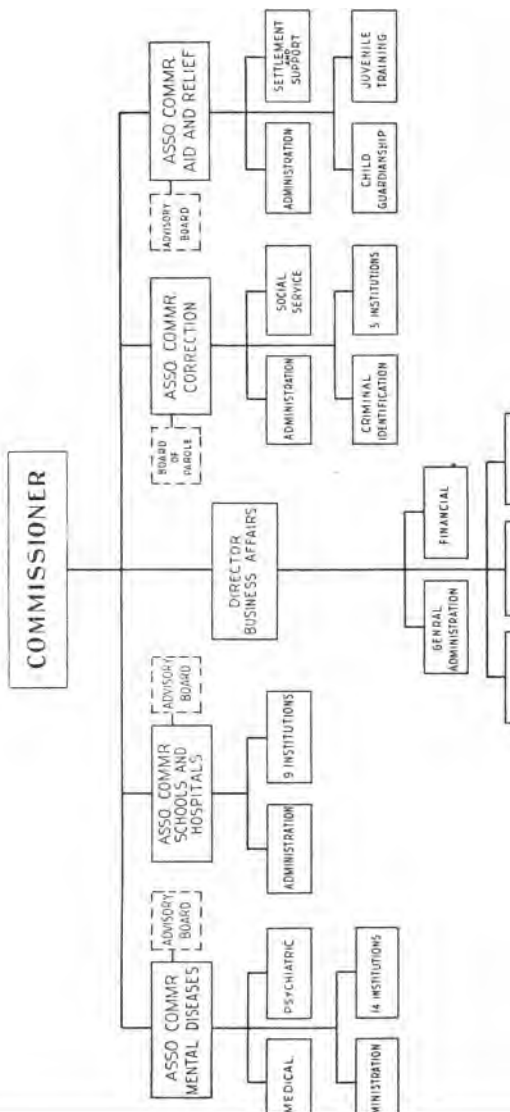 COMMISSIONER
ASSO COMMR
MENTAL DISEASES
ADVISORY
BOARD
ASSO COMMR
SCHOOLS AND
HOSPITALS
ADVISORY
BOARD
DIRECTOR
BUSINESS AFFAIRS
BOARD
OF
PAROLE
ASSO. COMMR.
CORRECTION
ADVISORY
BOARD
ASSO COMMR.
AID AND RELIEF
MEDICAL
PSYCHIATRIC
MINISTRATION
14 INSTITUTIONS
ADMINISTRATION
9 INSTITUTIONS
GENRAL
ADMINISTRATION
FINANCIAL
ADMINISTRATION
SOCIAL
SERVICE
CRIMINAL
IDENTIFICATION
5 INSTITUTIONS
ADMINISTRATION
SETTLEMENT
AND
SUPPORT
CHILD
GUARDIANSHIP
JUVENILE
TRAINING